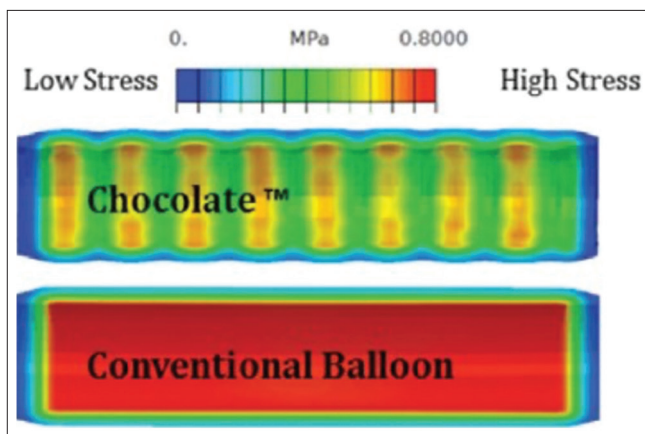 0. MPa 0.8000
Low Stress High Stress
Chocolate ™
Conventional Balloon